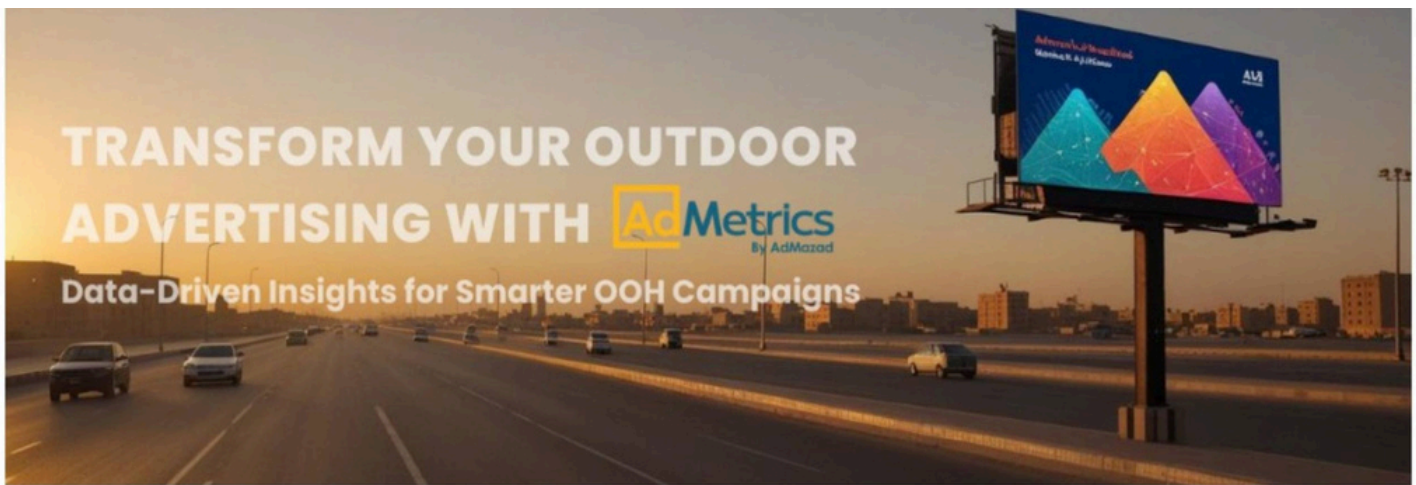 TRANSFORM YOUR OUTDOOR
ADVERTISING WITH AdMetrics
By AdMazad
Data-Driven Insights for Smarter OOH Campaigns